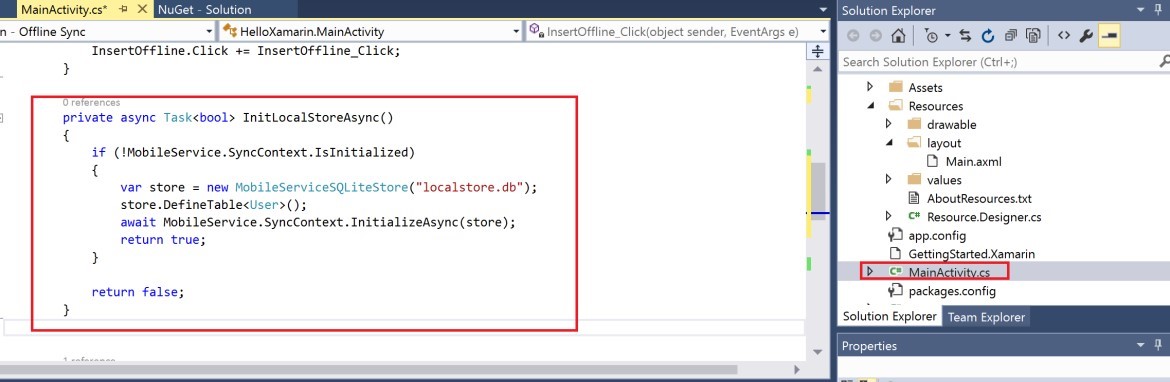 MainActivity.cs*
NuGet - Solution
n - Offline Sync
HelloXamarin.MainActivity
InsertOffline_Click(object sender, EventArgs e)
InsertOffline.Click += InsertOffline_Click;
}
0 references
private async Task<bool> InitLocalStoreAsync()
{
if (!MobileService.SyncContext.IsInitialized)
{
var store = new MobileServiceSQLiteStore("localstore.db");
store.DefineTable<User>();
await MobileService.SyncContext.InitializeAsync(store);
return true;
}
return false;
}
1 reference
Solution Explorer
Search Solution Explorer (Ctrl+;)
Assets
Resources
drawable
layout
Main.axml
values
AboutResources.txt
C# Resource.Designer.cs
app.config
GettingStarted.Xamarin
C# MainActivity.cs
packages.config
Solution Explorer
Team Explorer
Properties